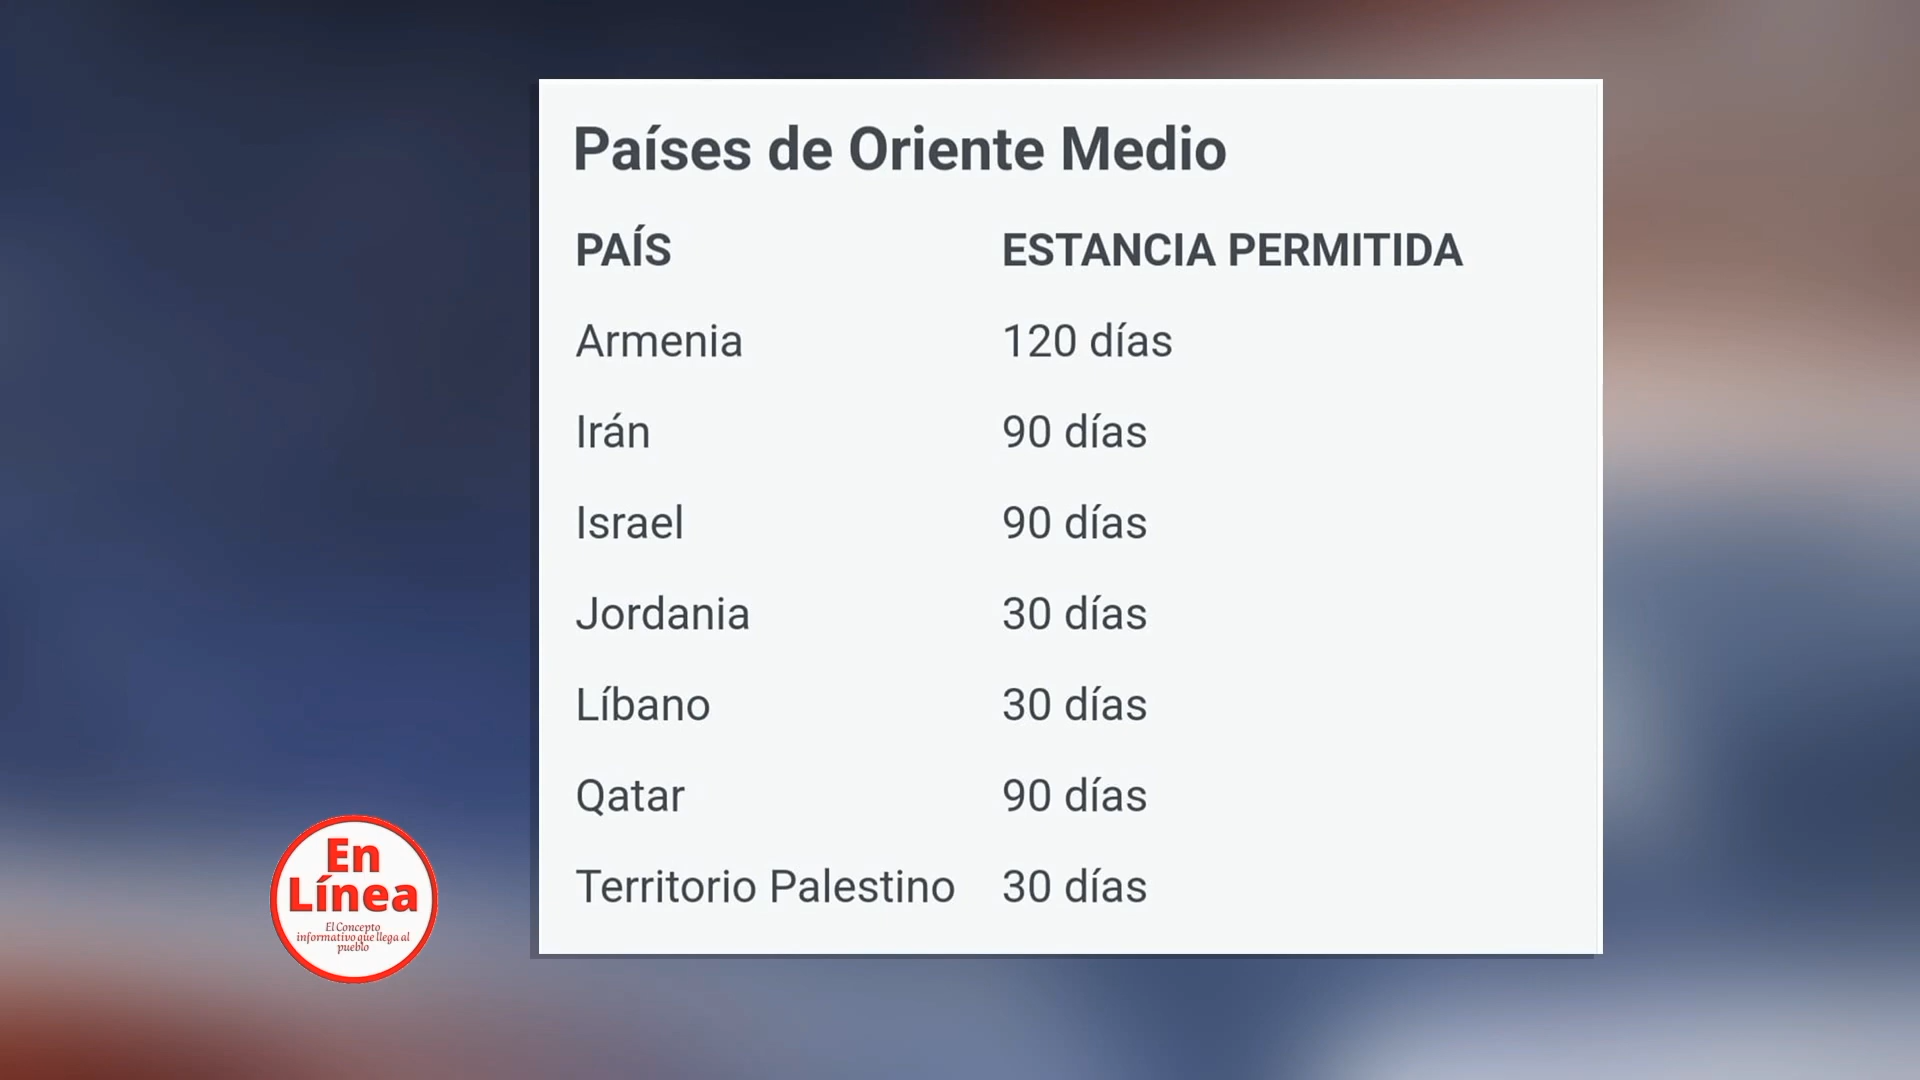 Países de Oriente Medio
PAÍS ESTANCIA PERMITIDA
Armenia 120 días
Irán 90 días
Israel 90 días
Jordania 30 días
Líbano 30 días
Qatar 90 días
Territorio Palestino 30 días
En
Línea
El Concepto
informativo que llega al
pueblo